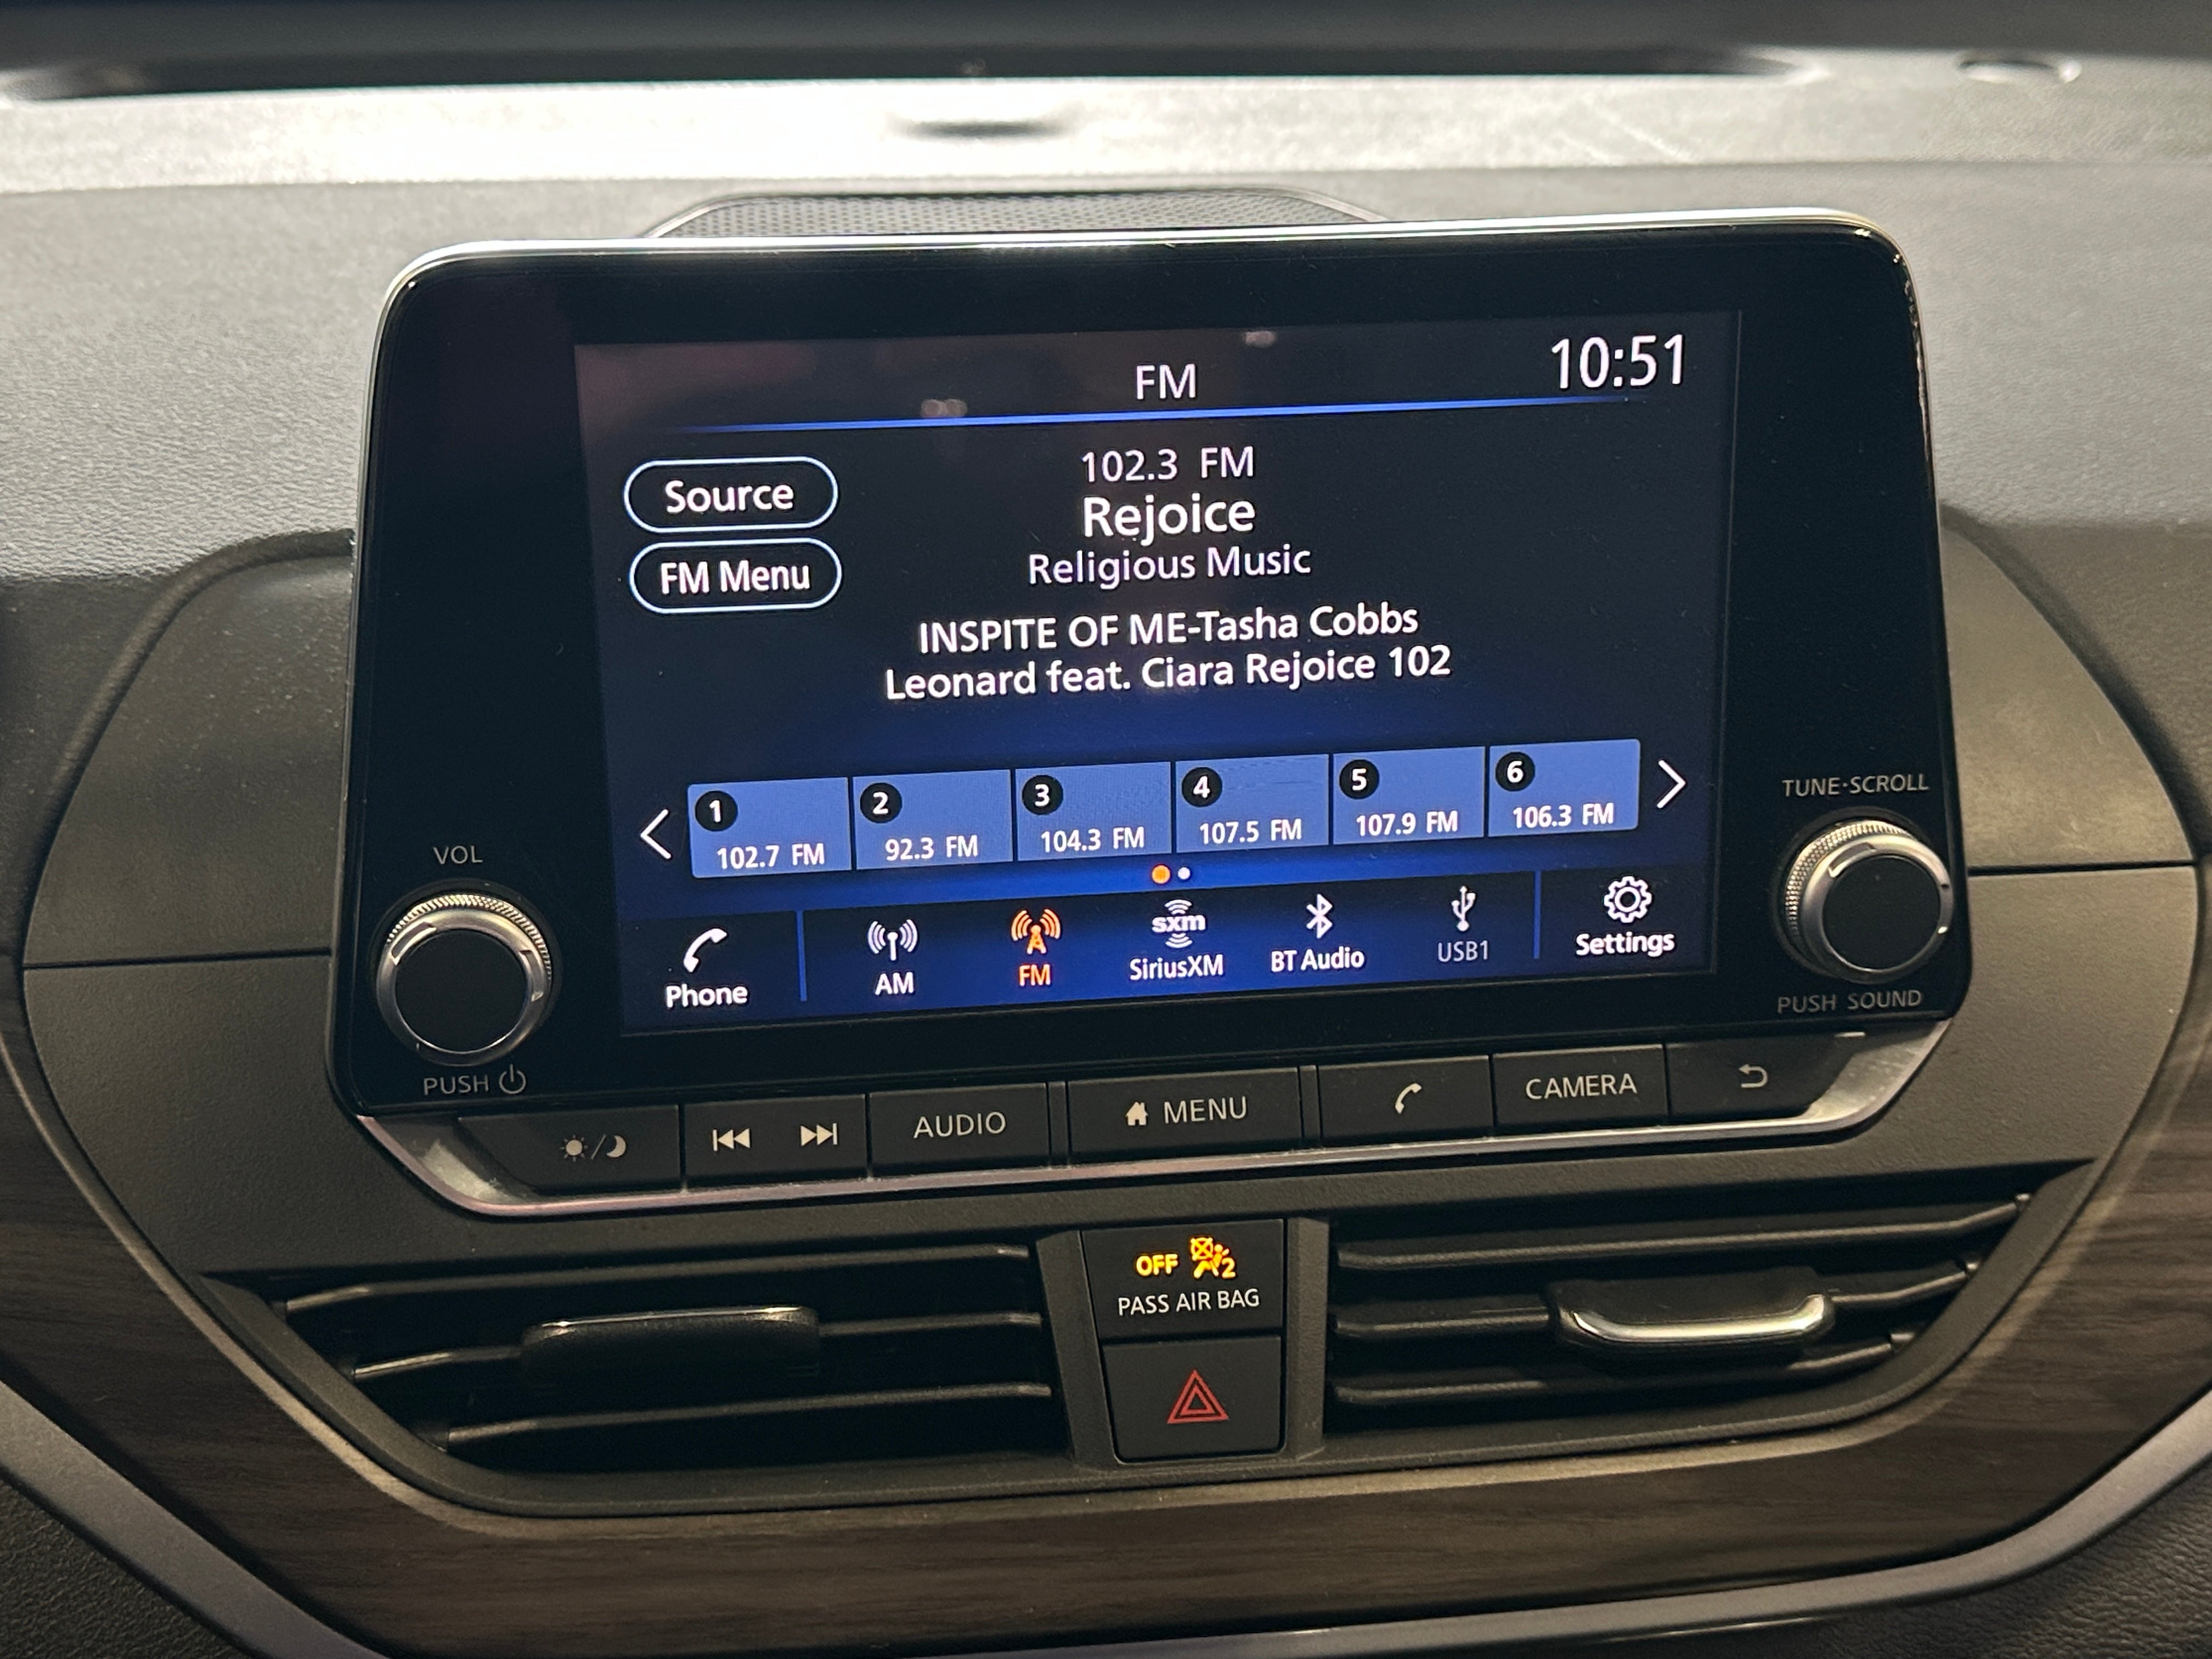 FM
10:51
Source
FM Menu
102.3 FM
Rejoice
Religious Music
INSPITE OF ME-Tasha Cobbs
Leonard feat. Ciara Rejoice 102
1
102.7 FM
2
92.3 FM
3
104.3 FM
4
107.5 FM
5
107.9 FM
6
106.3 FM
Phone
AM
FM
sxm
SiriusXM
BT Audio
USB1
Settings
VOL
PUSH
TUNE·SCROLL
PUSH SOUND
AUDIO
MENU
CAMERA
OFF 2
PASS AIR BAG